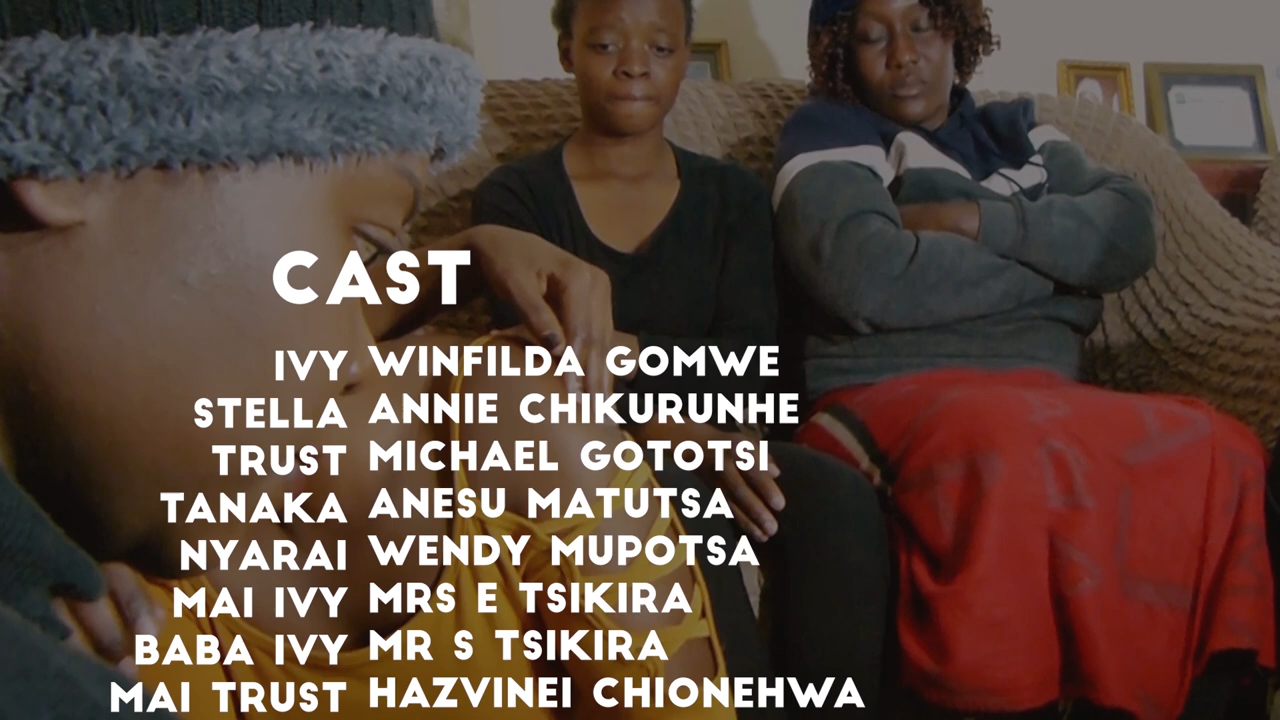 CAST
IVY WINFILDA GOMWE
STELLA ANNIE CHIKURUNHE
TRUST MICHAEL GOTOTSI
TANAKA ANESU MATUTSA
NYARAI WENDY MUPOTSA
MAI IVY MRS E TSIKIRA
BABA IVY MR S TSIKIRA
MAI TRUST HAZVINEI CHIONEHWA